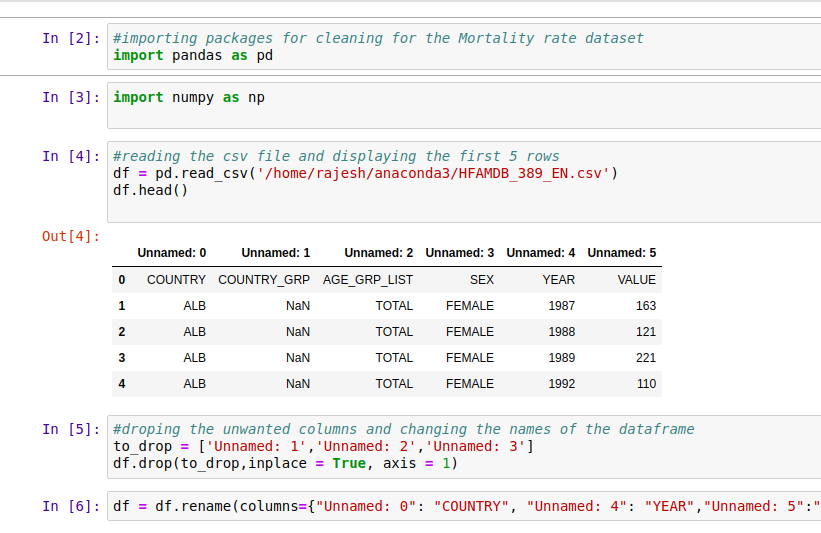 In [2]: #importing packages for cleaning for the Mortality rate dataset
import pandas as pd
In [3]: import numpy as np
In [4]: #reading the csv file and displaying the first 5 rows
df = pd.read_csv('/home/rajesh/anaconda3/HFAMDB_389_EN.csv')
df.head()
Out[4]:
Unnamed: 0 Unnamed: 1 Unnamed: 2 Unnamed: 3 Unnamed: 4 Unnamed: 5
0 COUNTRY COUNTRY_GRP AGE_GRP_LIST SEX YEAR VALUE
1 ALB NaN TOTAL FEMALE 1987 163
2 ALB NaN TOTAL FEMALE 1988 121
3 ALB NaN TOTAL FEMALE 1989 221
4 ALB NaN TOTAL FEMALE 1992 110
In [5]: #droping the unwanted columns and changing the names of the dataframe
to_drop = ['Unnamed: 1','Unnamed: 2','Unnamed: 3']
df.drop(to_drop,inplace = True, axis = 1)
In [6]: df = df.rename(columns={"Unnamed: 0": "COUNTRY", "Unnamed: 4": "YEAR","Unnamed: 5":"